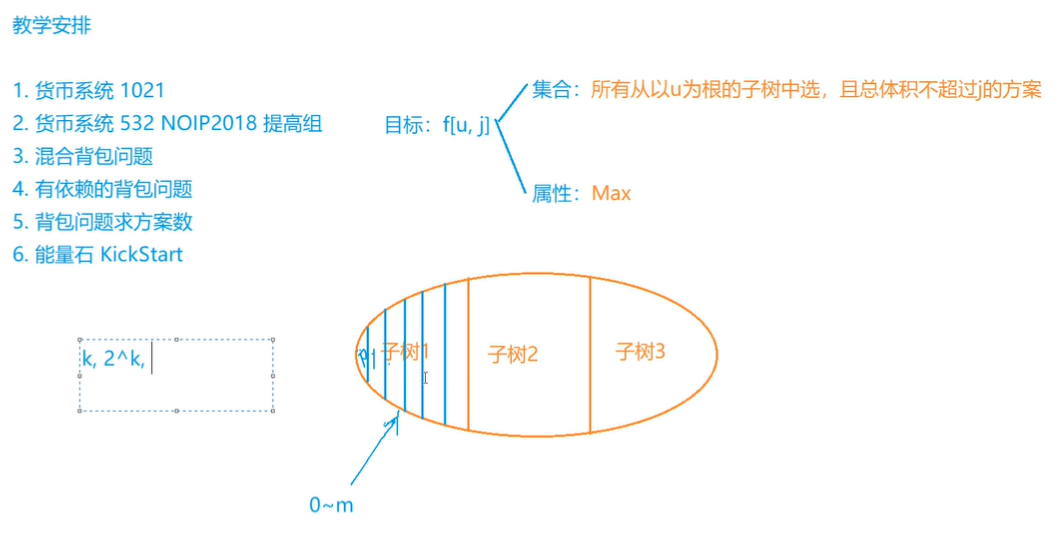 教学安排
1. 货币系统 1021
2. 货币系统 532 NOIP2018 提高组
3. 混合背包问题
4. 有依赖的背包问题
5. 背包问题求方案数
6. 能量石 KickStart
目标：f[u, j]
集合：所有从以u为根的子树中选，且总体积不超过j的方案
属性：Max
k, 2^k,
子树1
子树2
子树3
0~m